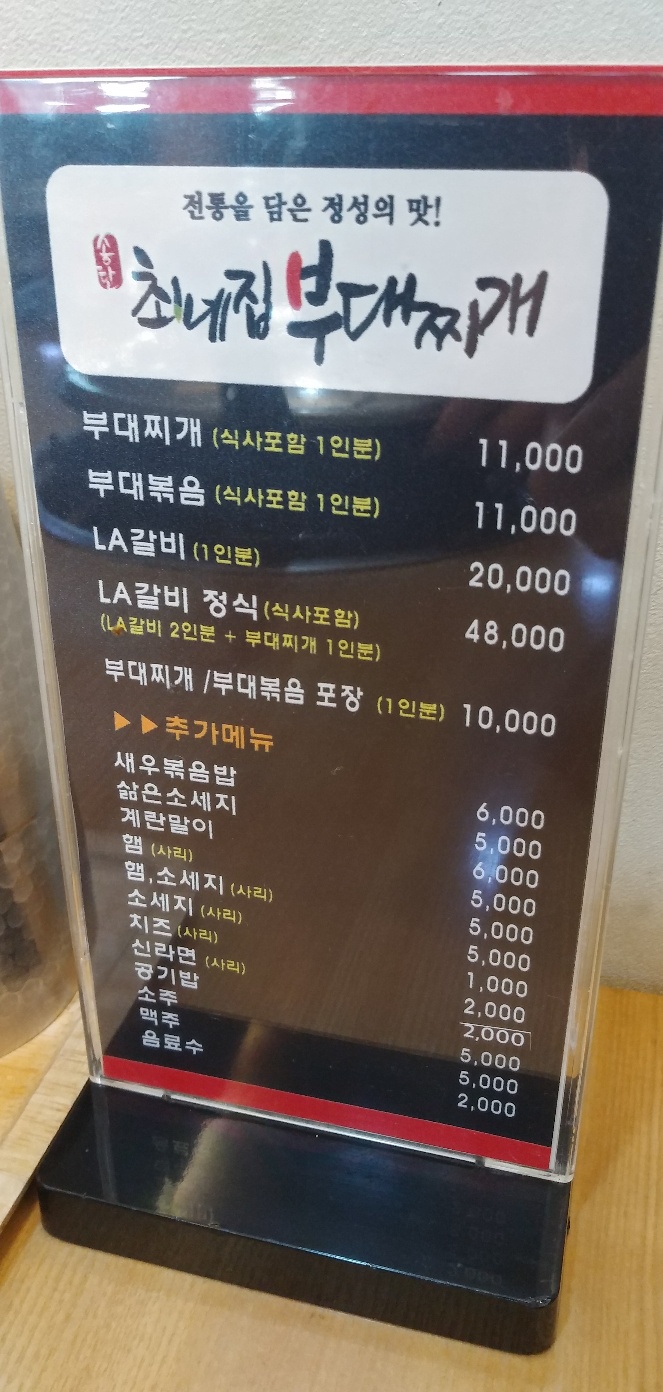 전통을 담은 정성의 맛!
송탄 최네집 부대찌개
부대찌개 (식사포함 1인분) 11,000
부대볶음 (식사포함 1인분) 11,000
LA갈비 (1인분) 20,000
LA갈비 정식 (식사포함) 48,000
(LA갈비 2인분 + 부대찌개 1인분)
부대찌개 /부대볶음 포장 (1인분) 10,000
▶▶추가메뉴
새우볶음밥 6,000
삶은소세지 5,000
계란말이 6,000
햄 (사리) 5,000
햄,소세지 (사리) 5,000
소세지 (사리) 5,000
치즈 (사리) 1,000
신라면 (사리) 2,000
공기밥 2,000
소주 5,000
맥주 5,000
음료수 2,000